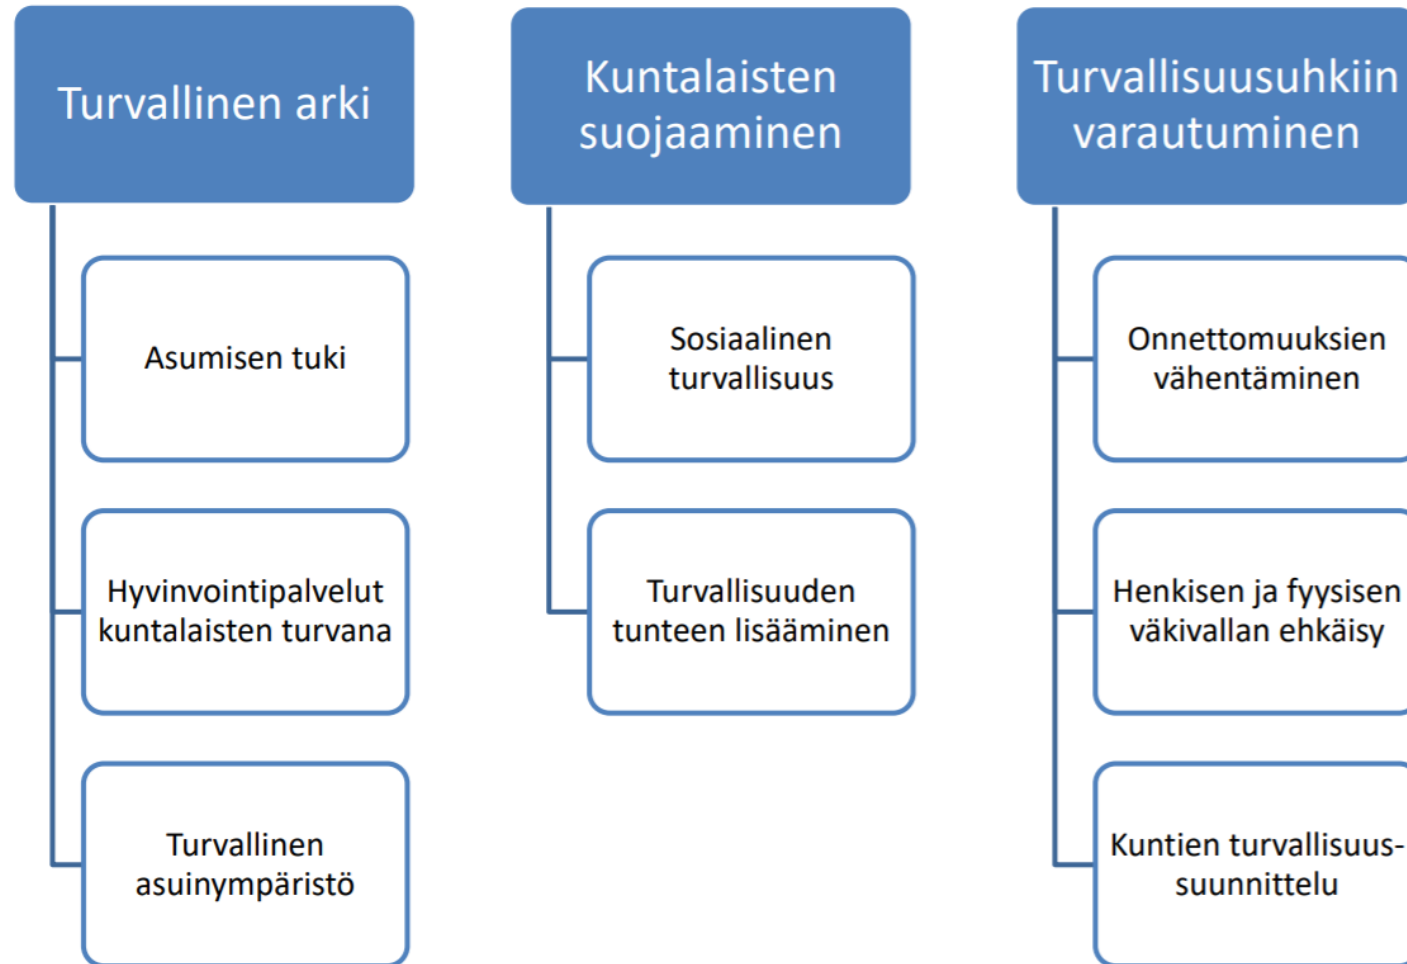 Turvallinen arki
Asumisen tuki
Hyvinvointipalvelut
kuntalaisten turvana
Turvallinen
asuinympäristö
Kuntalaisten
suojaaminen
Sosiaalinen
turvallisuus
Turvallisuuden
tunteen lisääminen
Turvallisuusuhkiin
varautuminen
Onnettomuuksien
vähentäminen
Henkisen ja fyysisen
väkivallan ehkäisy
Kuntien turvallisuus-
suunnittelu